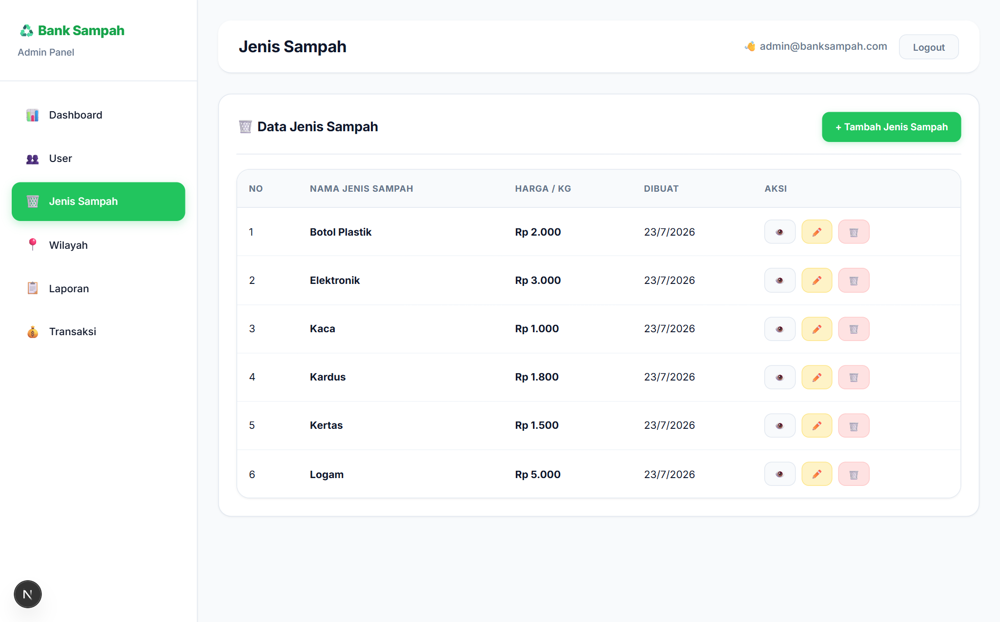 Bank Sampah
Admin Panel
Dashboard
User
Jenis Sampah
Wilayah
Laporan
Transaksi
N
Jenis Sampah
admin@banksampah.com
Logout
Data Jenis Sampah
+ Tambah Jenis Sampah
NO NAMA JENIS SAMPAH HARGA / KG DIBUAT AKSI
1 Botol Plastik Rp 2.000 23/7/2026
2 Elektronik Rp 3.000 23/7/2026
3 Kaca Rp 1.000 23/7/2026
4 Kardus Rp 1.800 23/7/2026
5 Kertas Rp 1.500 23/7/2026
6 Logam Rp 5.000 23/7/2026